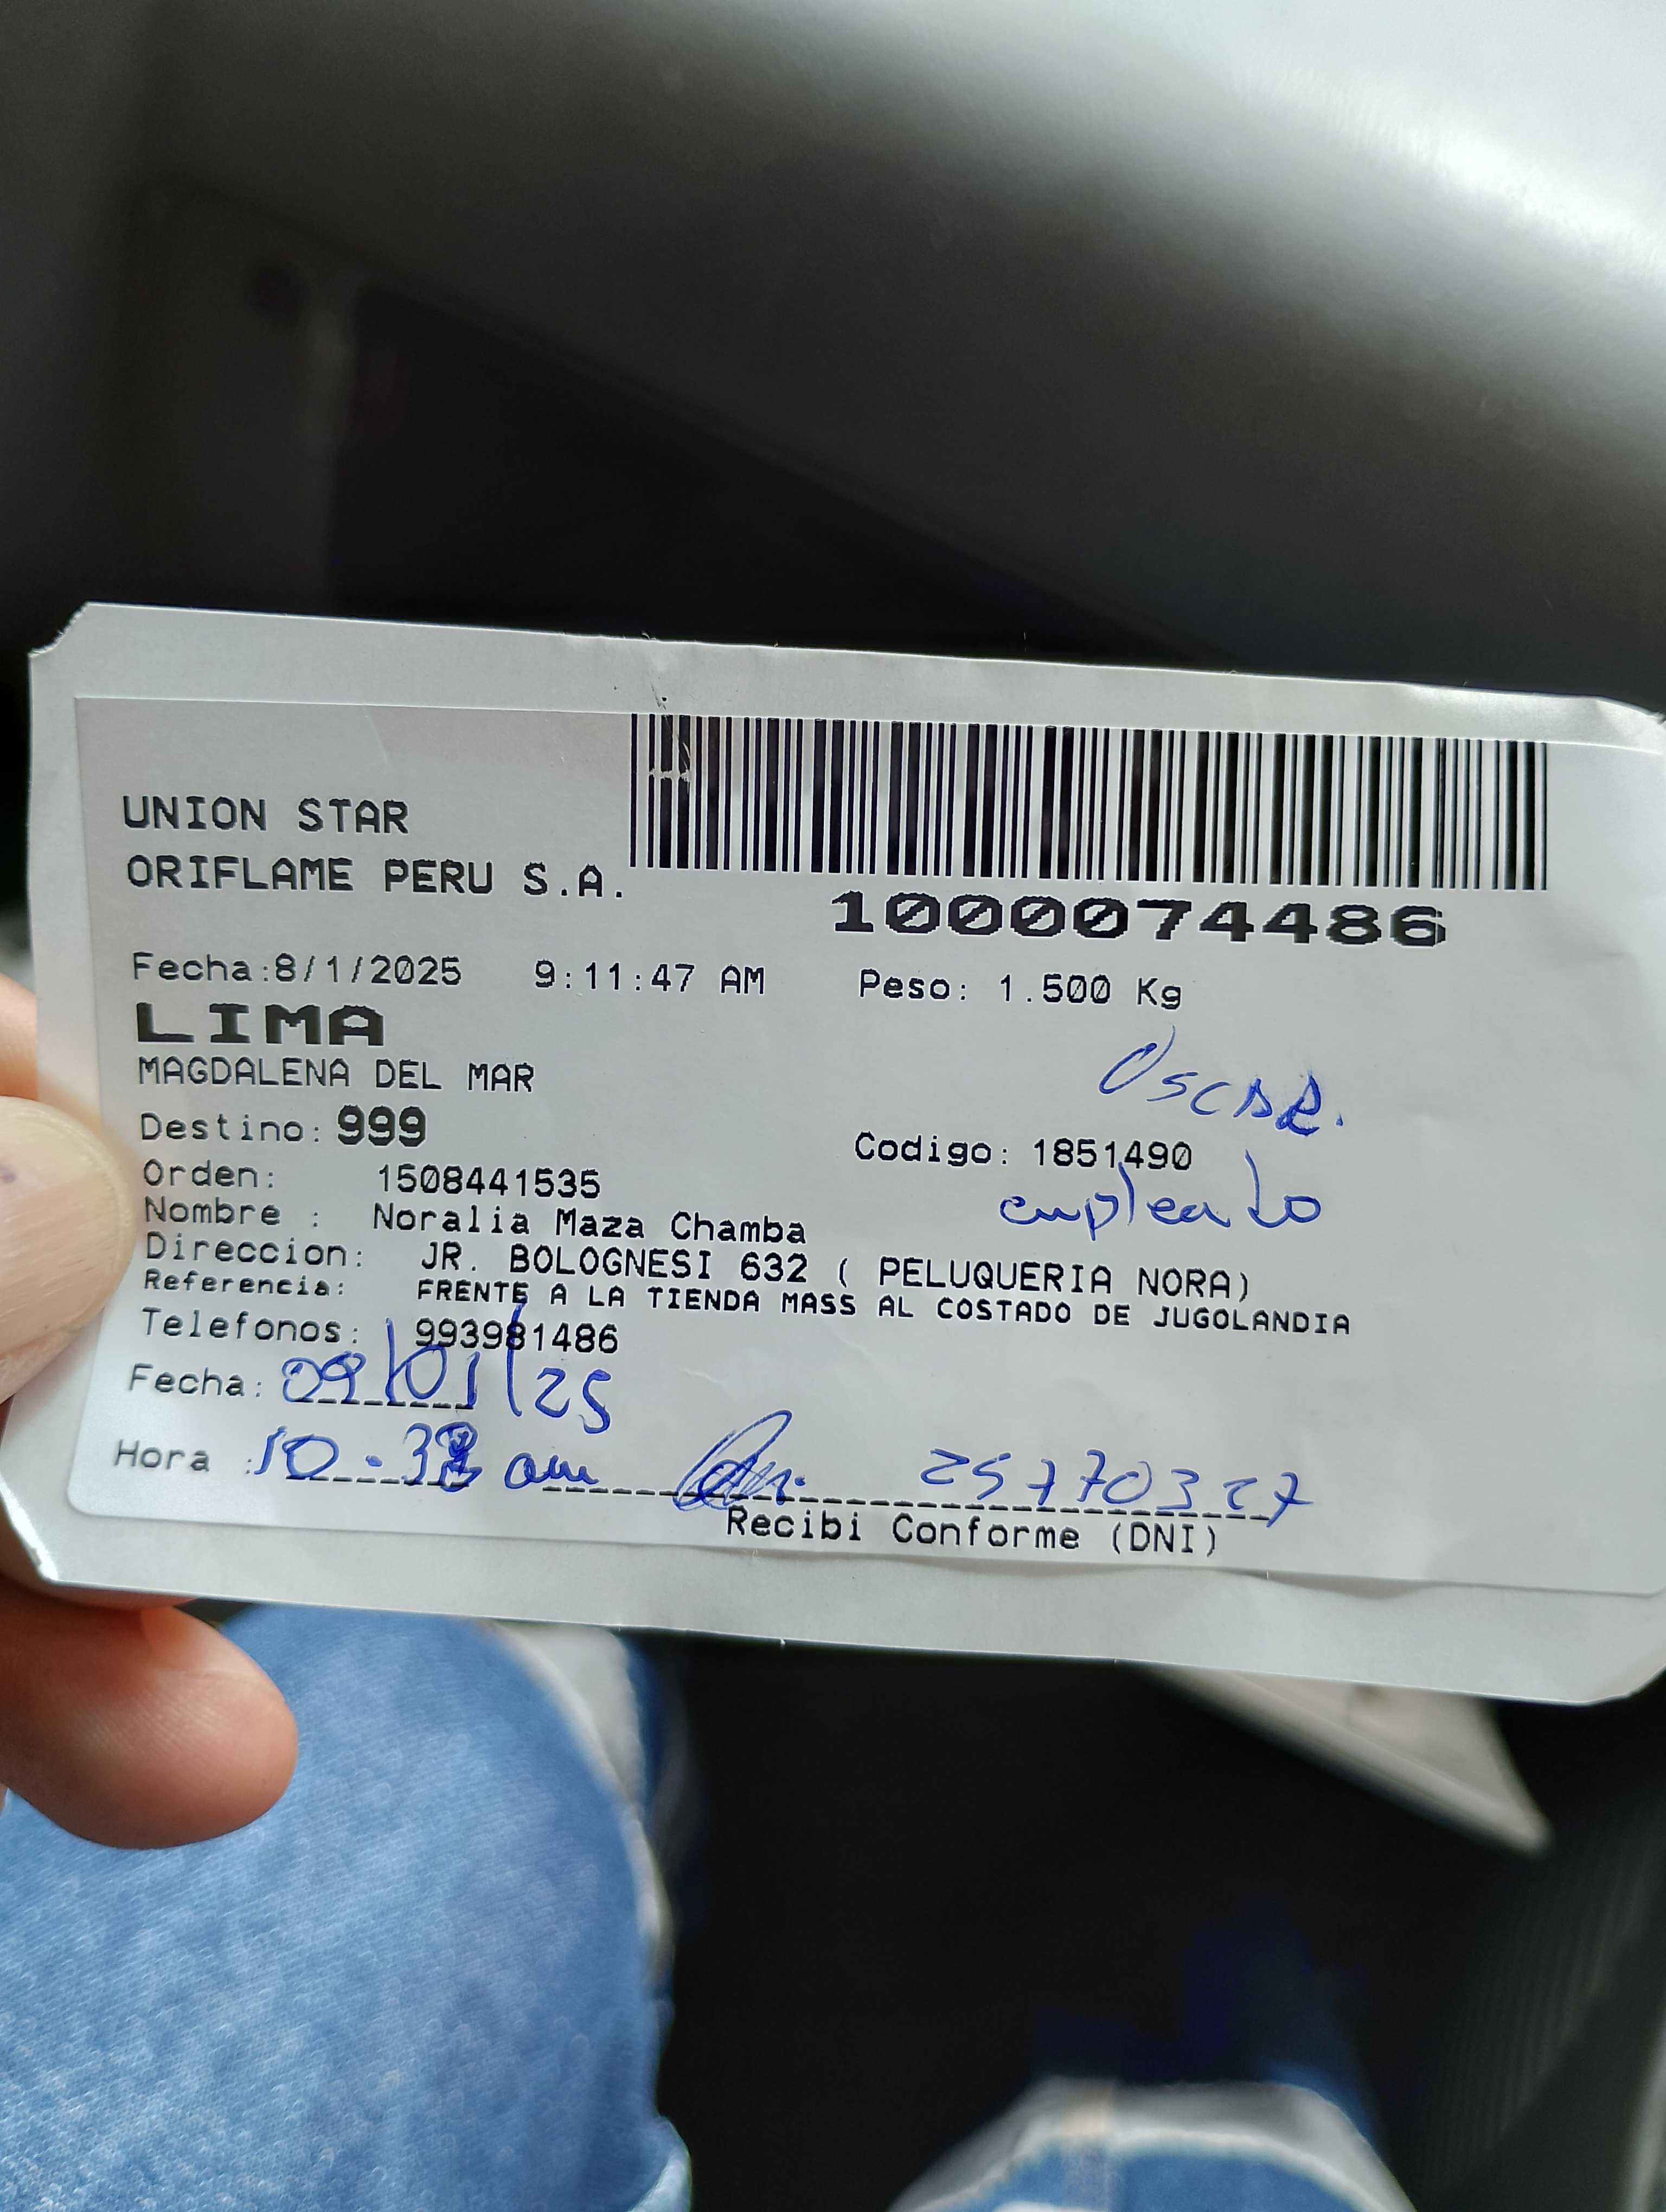 UNION STAR
ORIFLAME PERU S.A.
1000074486
Fecha:8/1/2025 9:11:47 AM Peso: 1.500 Kg
LIMA
MAGDALENA DEL MAR
Oscar.
Destino: 999 Codigo: 1851490
Orden: 1508441535
empleado
Nombre : Noralia Maza Chamba
Direccion: JR. BOLOGNESI 632 ( PELUQUERIA NORA)
Referencia: FRENTE A LA TIENDA MASS AL COSTADO DE JUGOLANDIA
Telefonos: 993981486
Fecha: 09/01/25
Hora : am 25770327
Recibi Conforme (DNI)